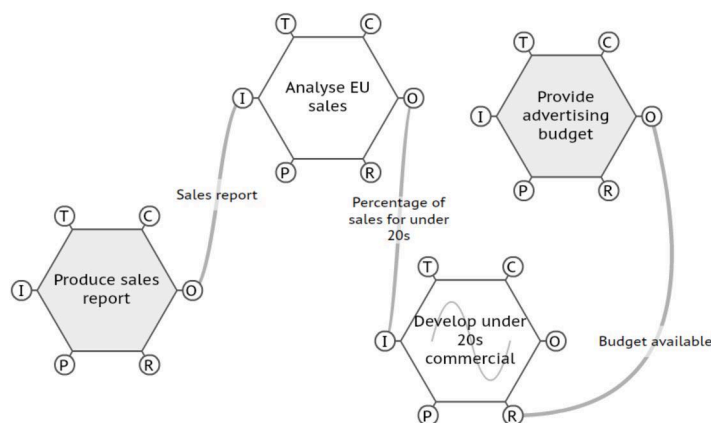 T
C
Analyse EU
sales
I
O
P
R
T
C
Provide
advertising
budget
I
O
P
R
Sales report
Percentage of
sales for under
20s
T
C
Produce sales
report
I
O
P
R
T
C
Develop under
20s
commercial
I
O
P
R
Budget available